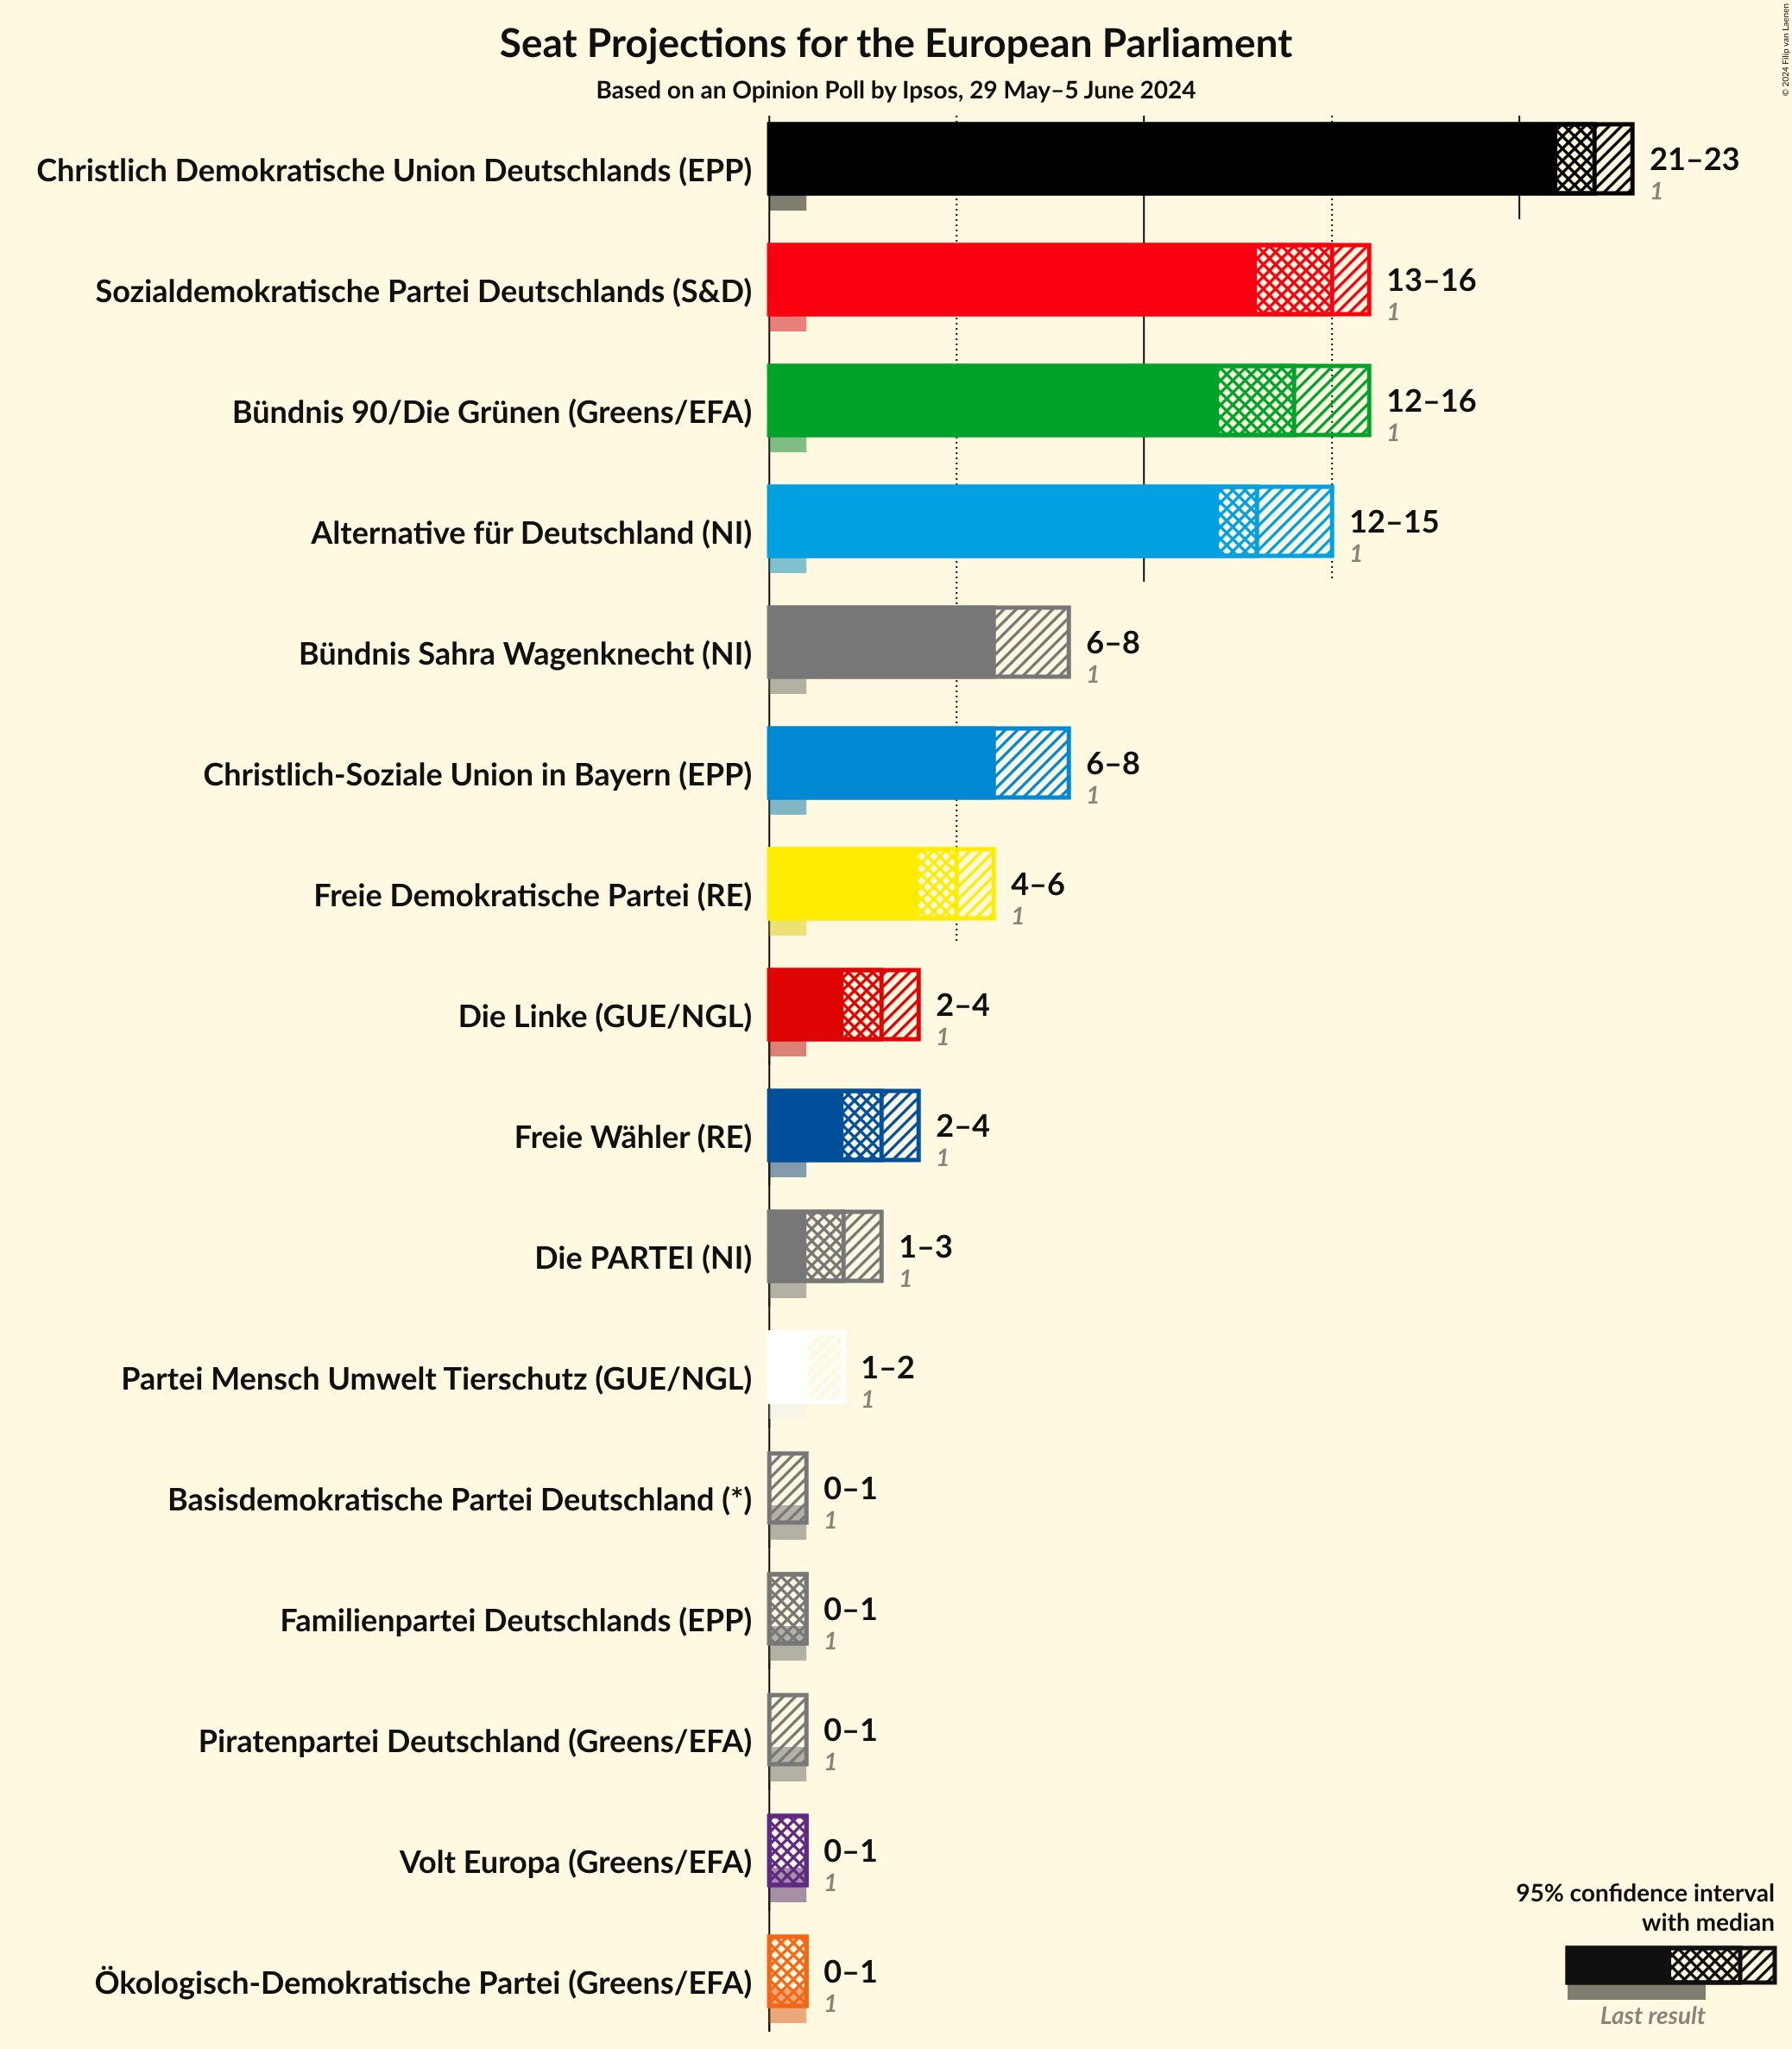 Seat Projections for the European Parliament
Based on an Opinion Poll by Ipsos, 29 May–5 June 2024
© 2024 Filip van Laenen
Christlich Demokratische Union Deutschlands (EPP)
21–23
1
Sozialdemokratische Partei Deutschlands (S&D)
13–16
1
Bündnis 90/Die Grünen (Greens/EFA)
12–16
1
Alternative für Deutschland (NI)
12–15
1
Bündnis Sahra Wagenknecht (NI)
6–8
1
Christlich-Soziale Union in Bayern (EPP)
6–8
1
Freie Demokratische Partei (RE)
4–6
1
Die Linke (GUE/NGL)
2–4
1
Freie Wähler (RE)
2–4
1
Die PARTEI (NI)
1–3
1
Partei Mensch Umwelt Tierschutz (GUE/NGL)
1–2
1
Basisdemokratische Partei Deutschland (*)
0–1
1
Familienpartei Deutschlands (EPP)
0–1
1
Piratenpartei Deutschland (Greens/EFA)
0–1
1
Volt Europa (Greens/EFA)
0–1
1
Ökologisch-Demokratische Partei (Greens/EFA)
0–1
1
95% confidence interval
with median
Last result